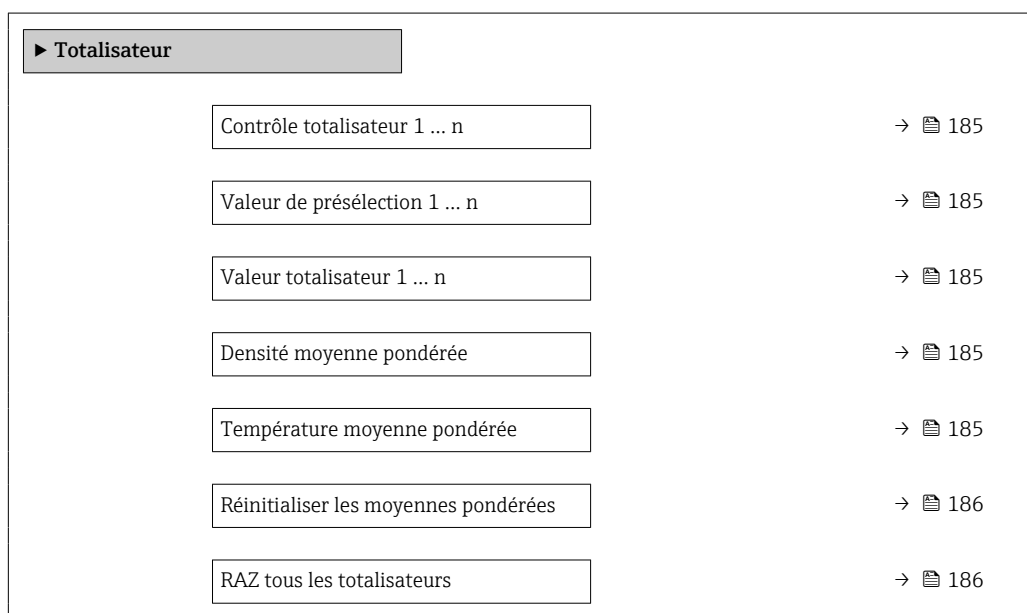 ▶ Totalisateur
Contrôle totalisateur 1 … n → 185
Valeur de présélection 1 … n → 185
Valeur totalisateur 1 … n → 185
Densité moyenne pondérée → 185
Température moyenne pondérée → 185
Réinitialiser les moyennes pondérées → 186
RAZ tous les totalisateurs → 186